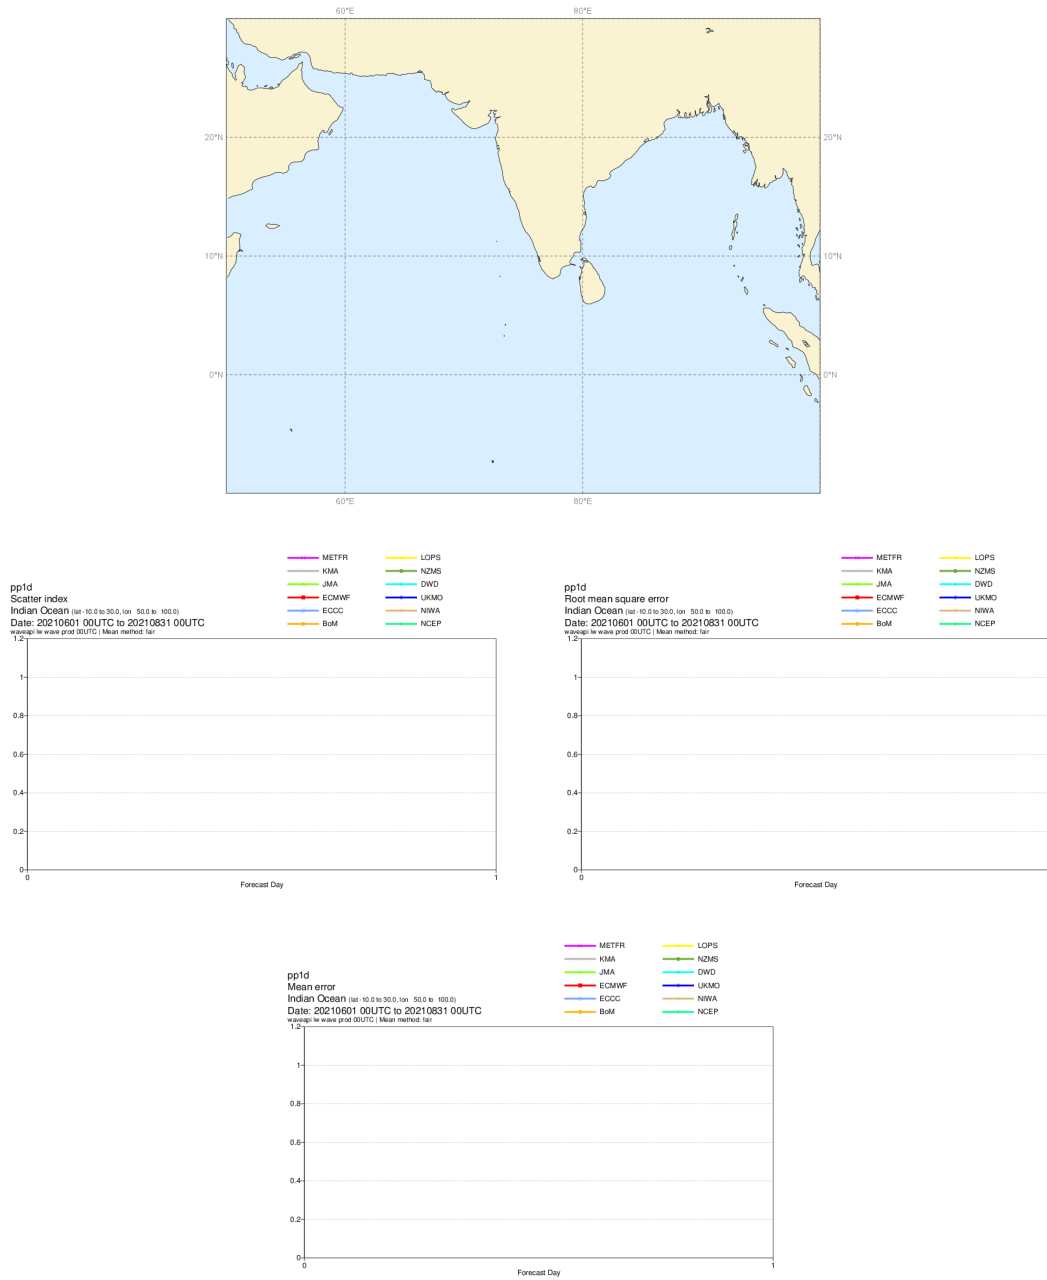 60°E 80°E
20°N 20°N
10°N 10°N
0°N 0°N
60°E 80°E
METFR LOPS
KMA NZMS
JMA DWD
ECMWF UKMO
ECCC NIWA
BoM NCEP
pp1d
Scatter index
Indian Ocean (lat -10.0 to 30.0, lon 50.0 to 100.0)
Date: 20210601 00UTC to 20210831 00UTC
waveapi lw wave prod 00UTC | Mean method: fair
1.2
1
0.8
0.6
0.4
0.2
0
0 1
Forecast Day
METFR LOPS
KMA NZMS
JMA DWD
ECMWF UKMO
ECCC NIWA
BoM NCEP
pp1d
Root mean square error
Indian Ocean (lat -10.0 to 30.0, lon 50.0 to 100.0)
Date: 20210601 00UTC to 20210831 00UTC
waveapi lw wave prod 00UTC | Mean method: fair
1.2
1
0.8
0.6
0.4
0.2
0
0
Forecast Day
METFR LOPS
KMA NZMS
JMA DWD
ECMWF UKMO
ECCC NIWA
BoM NCEP
pp1d
Mean error
Indian Ocean (lat -10.0 to 30.0, lon 50.0 to 100.0)
Date: 20210601 00UTC to 20210831 00UTC
waveapi lw wave prod 00UTC | Mean method: fair
1.2
1
0.8
0.6
0.4
0.2
0
0 1
Forecast Day